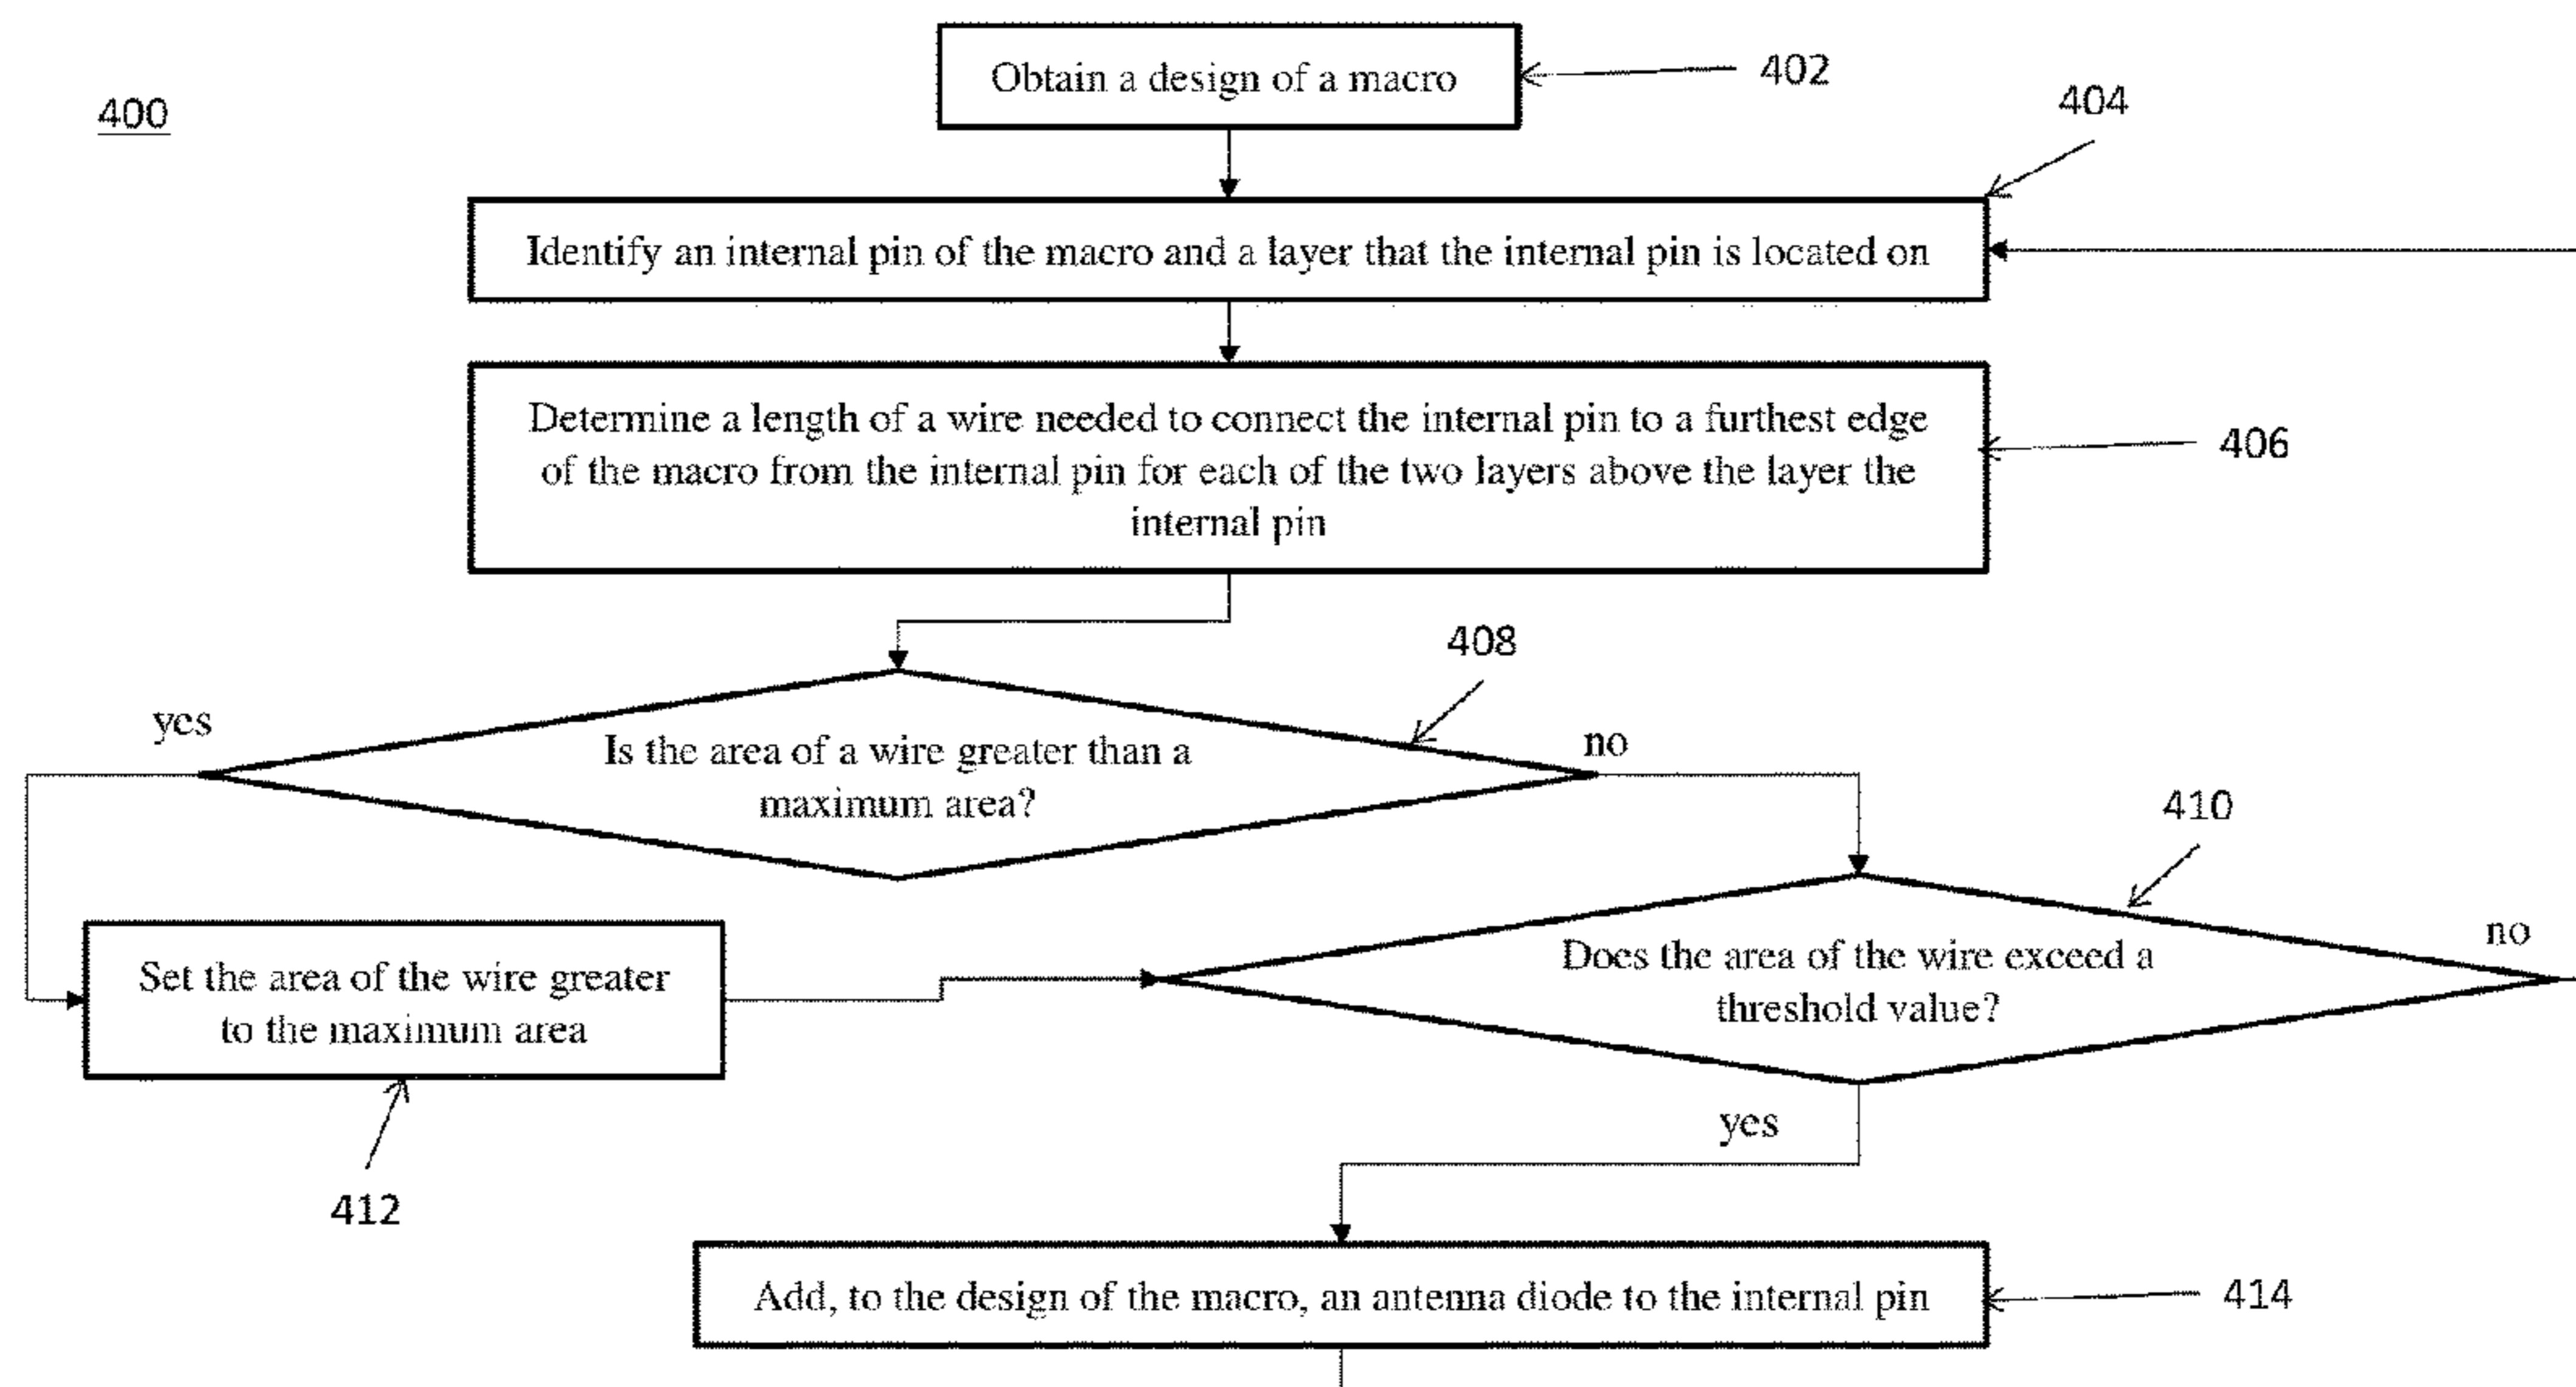 400
Obtain a design of a macro
402
404
Identify an internal pin of the macro and a layer that the internal pin is located on
Determine a length of a wire needed to connect the internal pin to a furthest edge
of the macro from the internal pin for each of the two layers above the layer the
internal pin
406
408
yes
Is the area of a wire greater than a
maximum area?
no
410
Does the area of the wire exceed a
threshold value?
no
Set the area of the wire greater
to the maximum area
412
yes
Add, to the design of the macro, an antenna diode to the internal pin
414